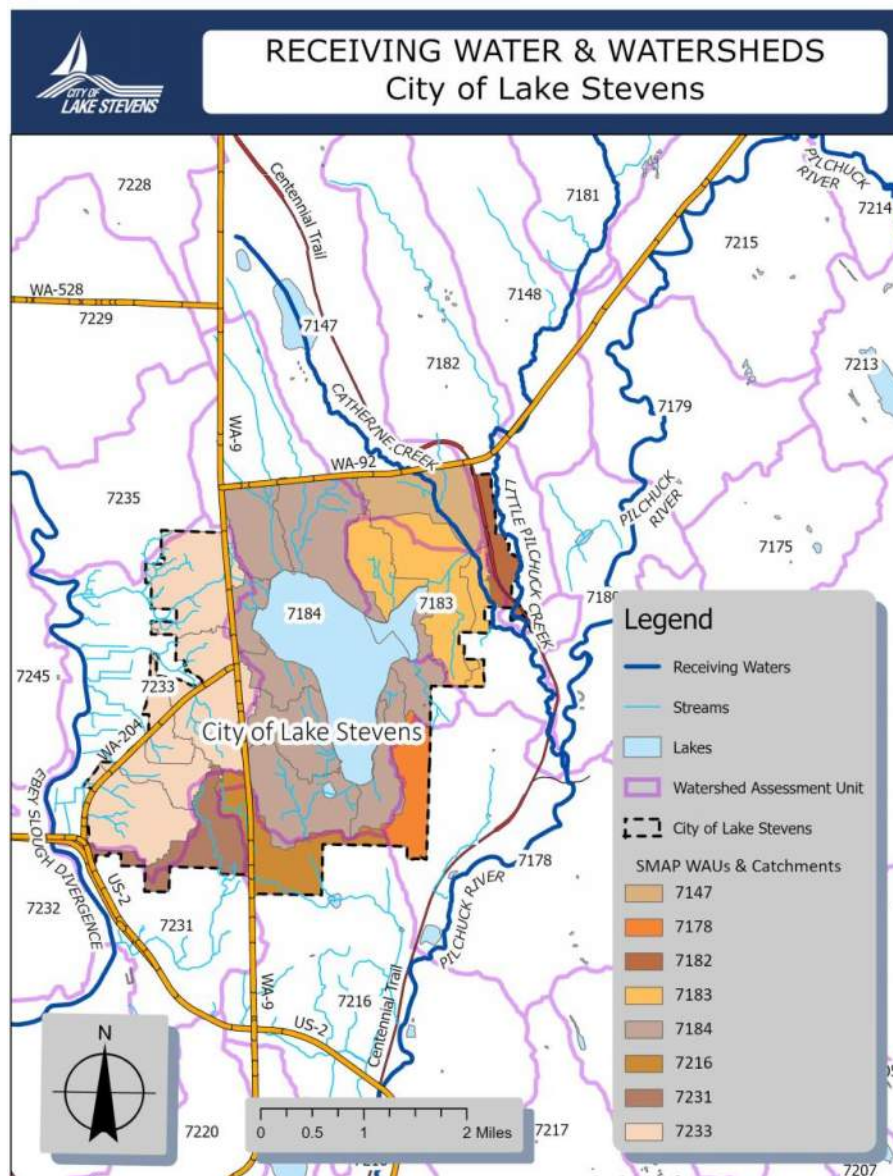 CITY OF
LAKE STEVENS
RECEIVING WATER & WATERSHEDS
City of Lake Stevens
PILCHUCK
RIVER
7228
Centennial Trail
7181
7214
7215
WA-528
7229
7147
7148
7182
7213
7179
WA-9
CATHERINE CREEK
WA-92
7235
LITTLE PILCHUCK CREEK
PILCHUCK
RIVER
7175
7184
7183
7245
7233
WA-204
City of Lake Stevens
EBEY SLOUGH DIVERGENCE
US-2
7232
7231
7178
PILCHUCK RIVER
WA-9
7216
US-2
Centennial Trail
7220
7217
7207
N
0 0.5 1 2 Miles
Legend
Receiving Waters
Streams
Lakes
Watershed Assessment Unit
City of Lake Stevens
SMAP WAUs & Catchments
7147
7178
7182
7183
7184
7216
7231
7233